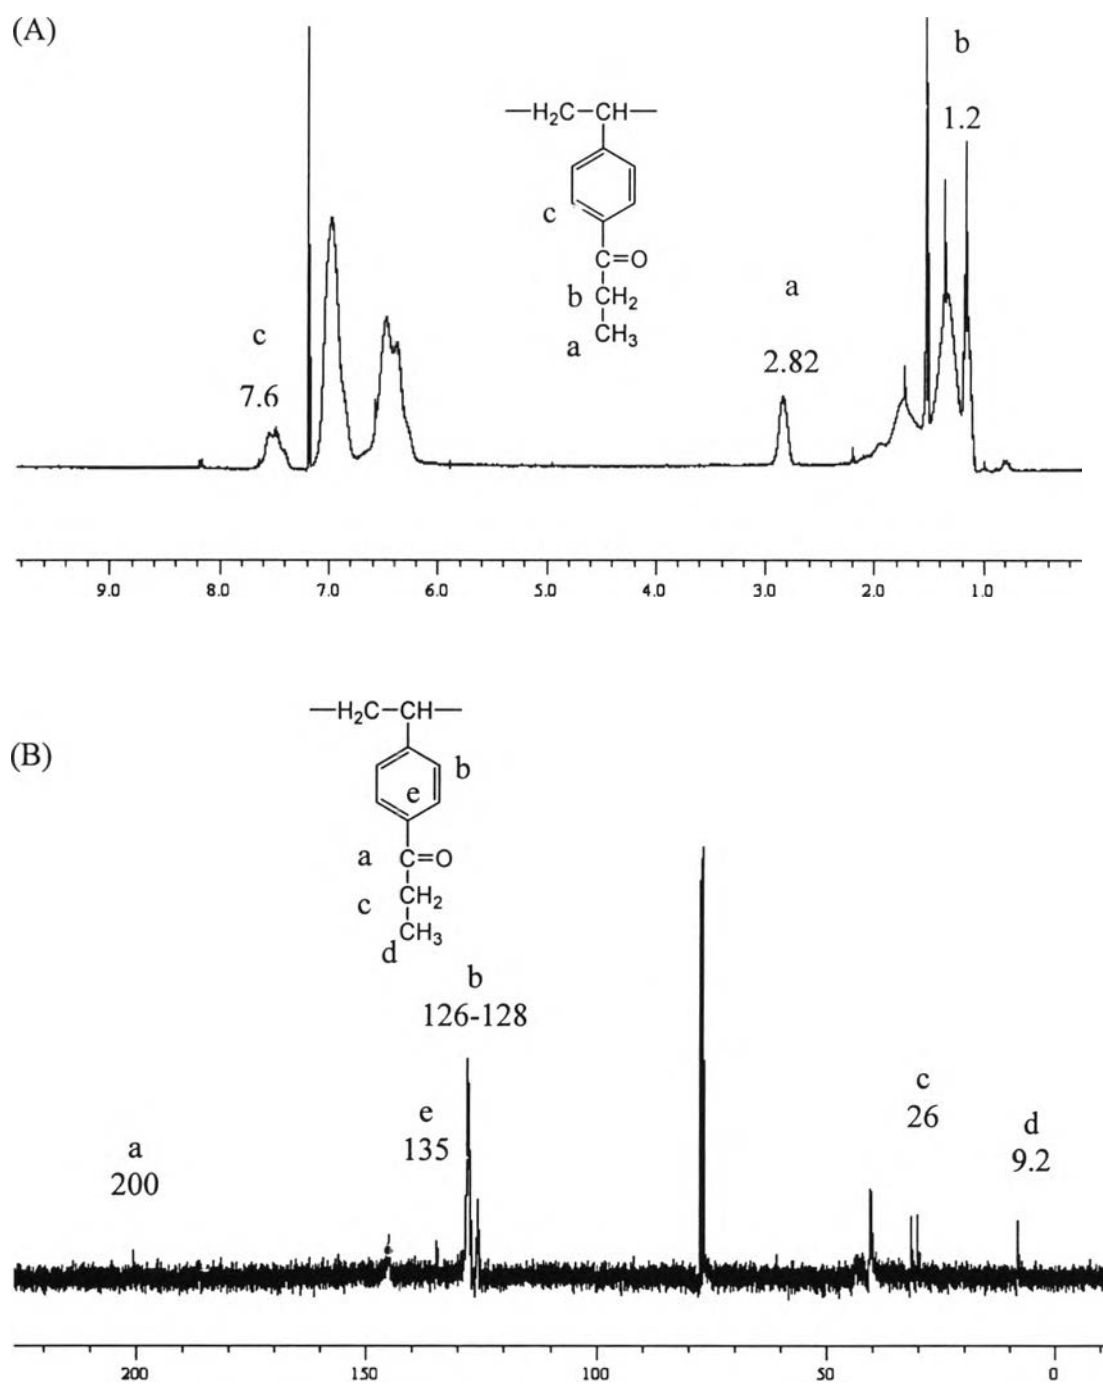 (A)
b
1.2
—H₂C—CH—
c
C=O
b CH₂
a CH₃
a
2.82
c
7.6
9.0 8.0 7.0 6.0 5.0 4.0 3.0 2.0 1.0
(B)
—H₂C—CH—
b
e
a C=O
c CH₂
d CH₃
b
126-128
e
135
a
200
c
26
d
9.2
200 150 100 50 0